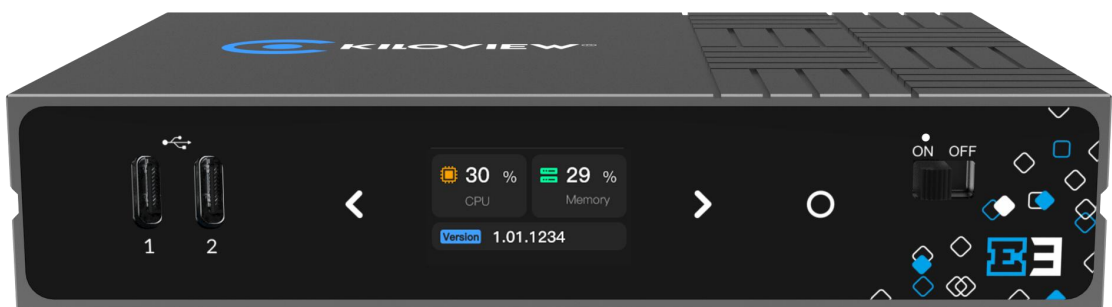 KILOVIEW
ON OFF
30 %
CPU
29 %
Memory
Version 1.01.1234
1 2
E3